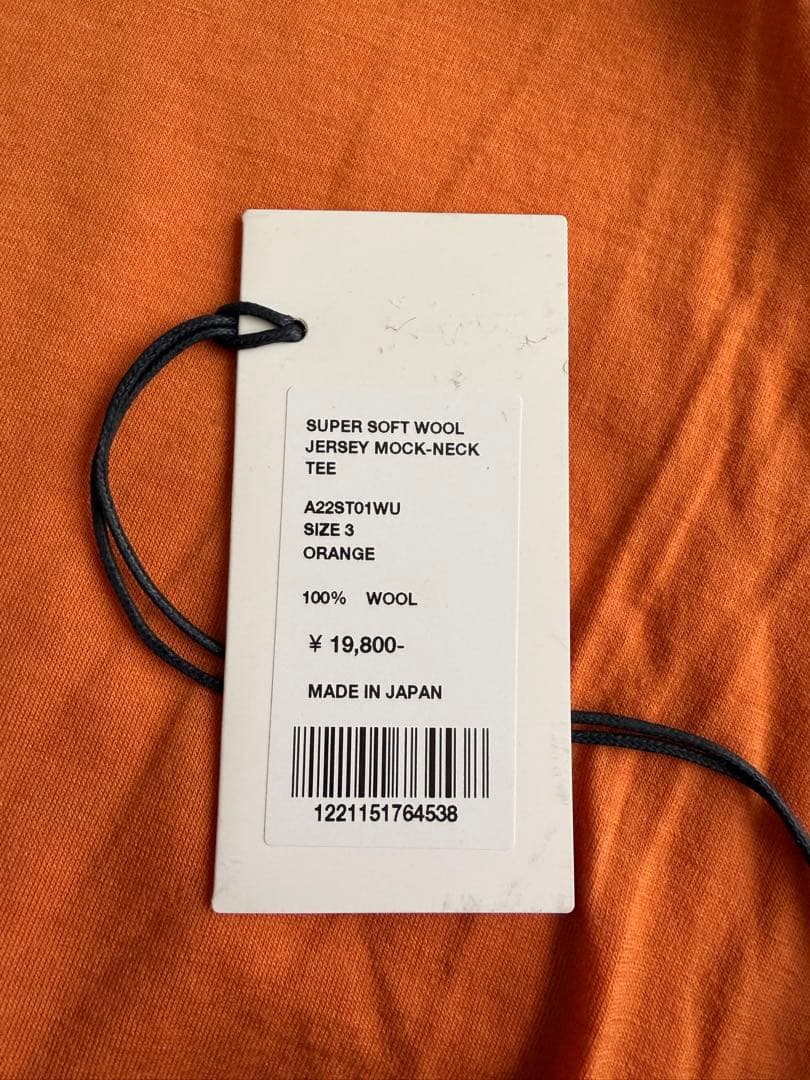 SUPER SOFT WOOL
JERSEY MOCK-NECK
TEE
A22ST01WU
SIZE 3
ORANGE
100% WOOL
¥ 19,800-
MADE IN JAPAN
1221151764538